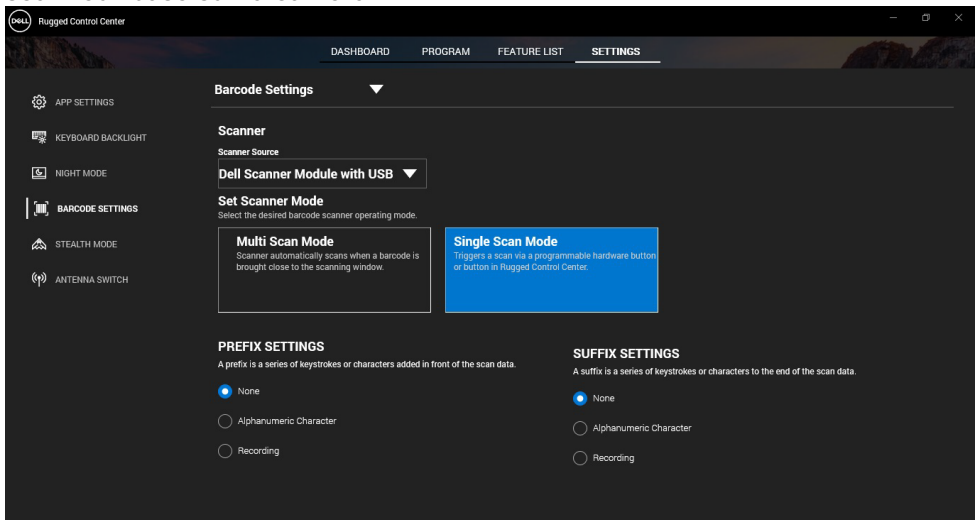 DELL Rugged Control Center
DASHBOARD PROGRAM FEATURE LIST SETTINGS
APP SETTINGS
KEYBOARD BACKLIGHT
NIGHT MODE
BARCODE SETTINGS
STEALTH MODE
ANTENNA SWITCH
Barcode Settings
Scanner
Scanner Source
Dell Scanner Module with USB
Set Scanner Mode
Select the desired barcode scanner operating mode.
Multi Scan Mode
Scanner automatically scans when a barcode is
brought close to the scanning window.
Single Scan Mode
Triggers a scan via a programmable hardware button
or button in Rugged Control Center.
PREFIX SETTINGS
A prefix is a series of keystrokes or characters added in front of the scan data.
None
Alphanumeric Character
Recording
SUFFIX SETTINGS
A suffix is a series of keystrokes or characters to the end of the scan data.
None
Alphanumeric Character
Recording